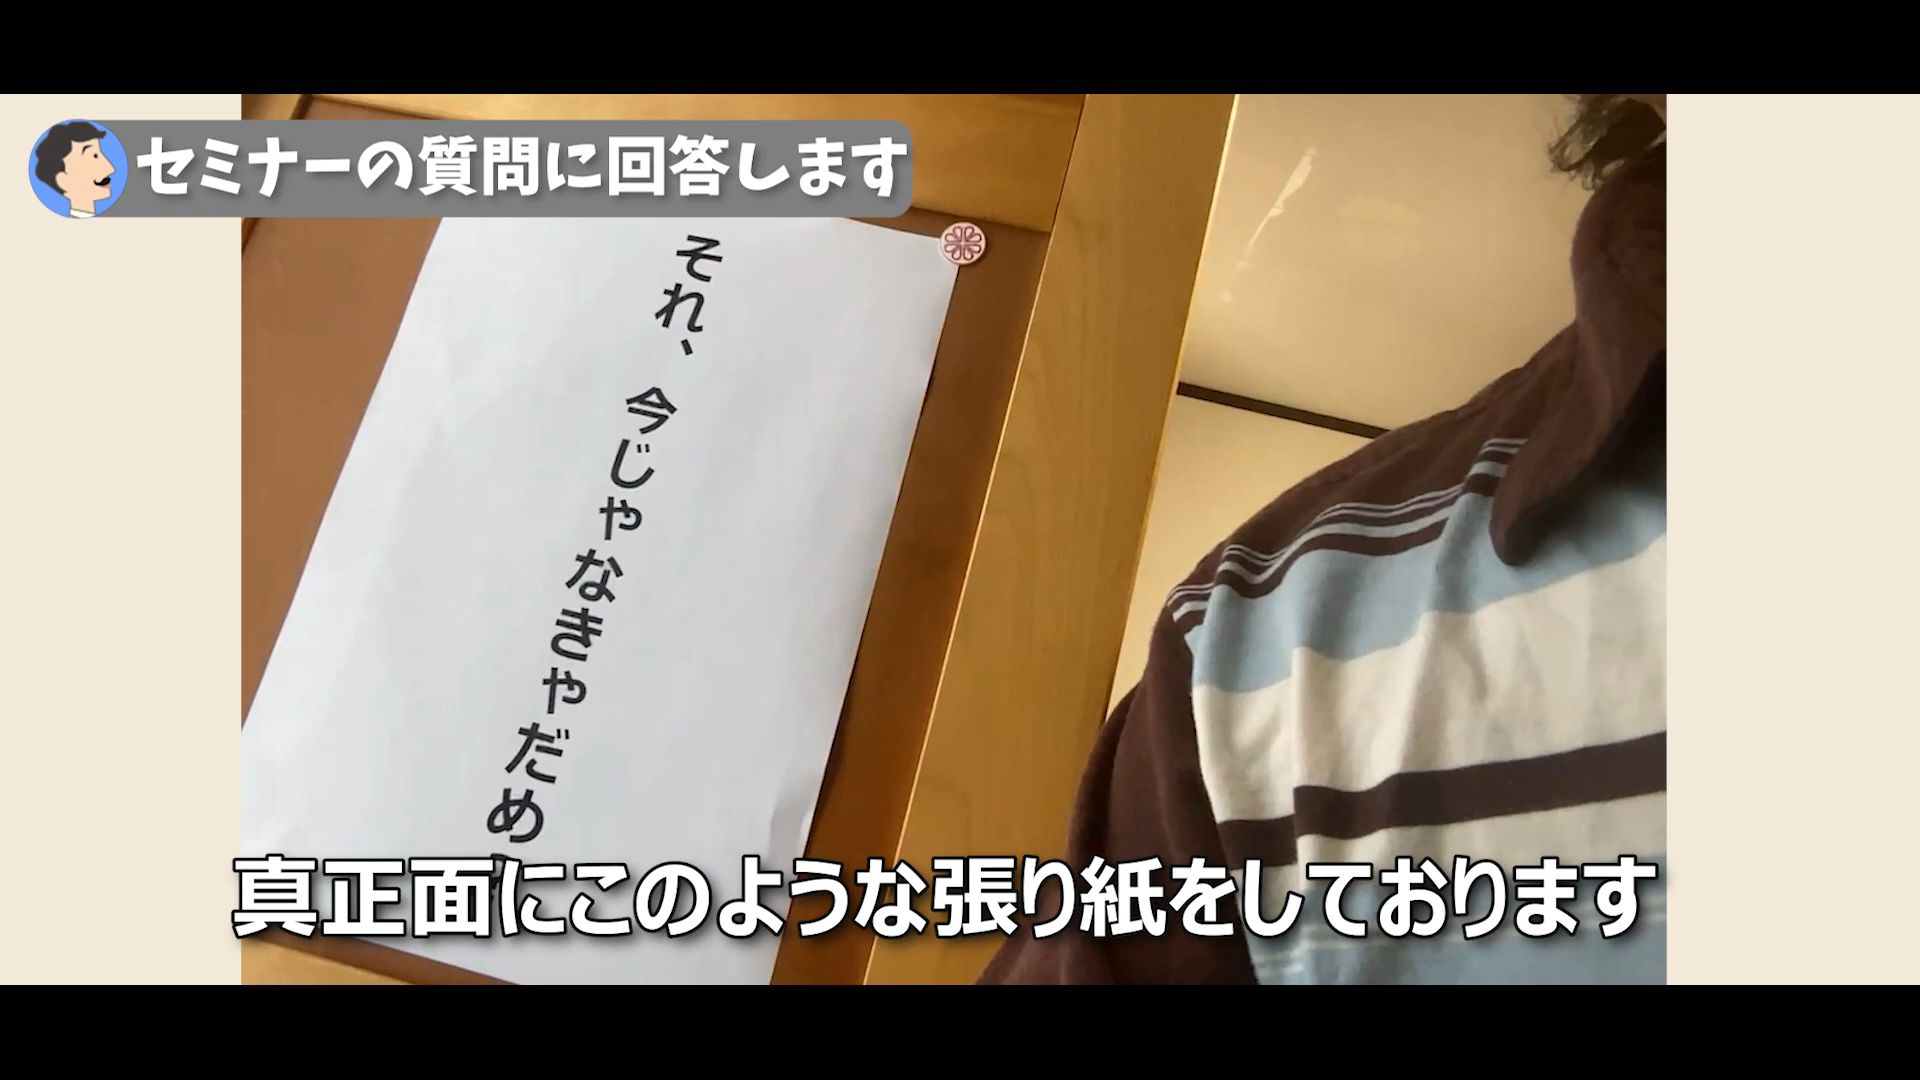 セミナーの質問に回答します
それ、今じゃなきゃだめ
真正面にこのような張り紙をしております